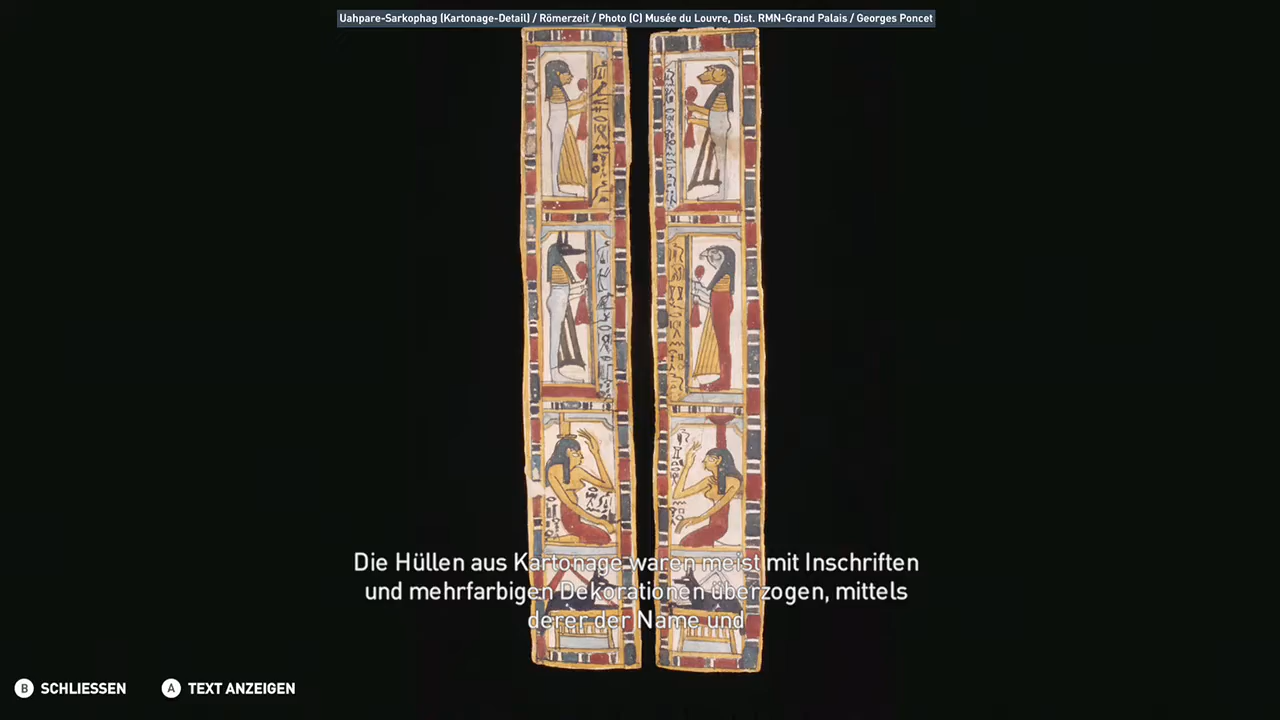 Uahpare-Sarkophag (Kartonage-Detail) / Römerzeit / Photo (C) Musée du Louvre, Dist. RMN-Grand Palais / Georges Poncet
Die Hüllen aus Kartonage waren meist mit Inschriften
und mehrfarbigen Dekorationen überzogen, mittels
derer der Name und
B SCHLIESSEN
A TEXT ANZEIGEN